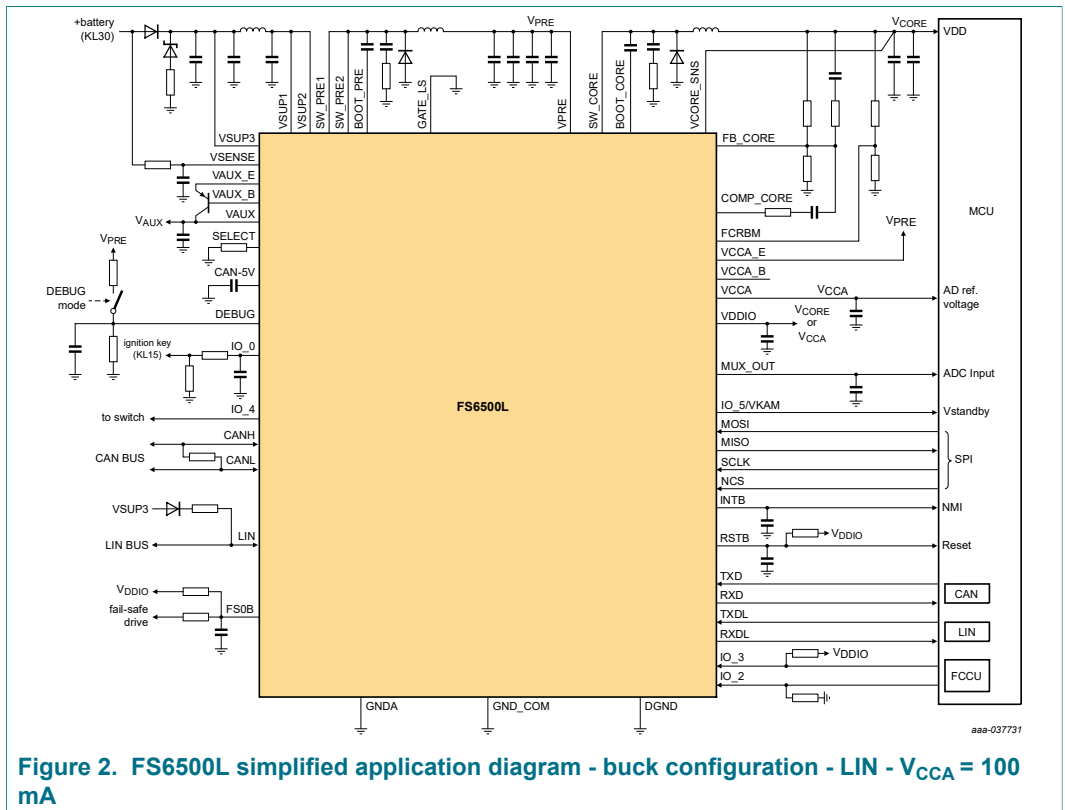 +battery
(KL30)
VSUP1
VSUP2
SW_PRE1
SW_PRE2
BOOT_PRE
GATE_LS
VPRE
VPRE
SW_CORE
BOOT_CORE
VCORE_SNS
VCORE
VDD
VSUP3
VSENSE
VAUX_E
VAUX_B
VAUX
VAUX
SELECT
VPRE
CAN-5V
DEBUG
mode
DEBUG
ignition key
(KL15)
IO_0
to switch
IO_4
CANH
CAN BUS
CANL
VSUP3
LIN
LIN BUS
VDDIO
fail-safe
drive
FS0B
FS6500L
GNDA
GND_COM
DGND
FB_CORE
COMP_CORE
FCRBM
VPRE
VCCA_E
VCCA_B
VCCA
VCCA
VDDIO
VCORE
or
VCCA
MUX_OUT
IO_5/VKAM
MOSI
MISO
SCLK
NCS
INTB
RSTB
VDDIO
TXD
RXD
TXDL
RXDL
IO_3
VDDIO
IO_2
MCU
AD ref.
voltage
ADC Input
Vstandby
SPI
NMI
Reset
CAN
LIN
FCCU
aaa-037731
Figure 2. FS6500L simplified application diagram - buck configuration - LIN - VCCA = 100
mA